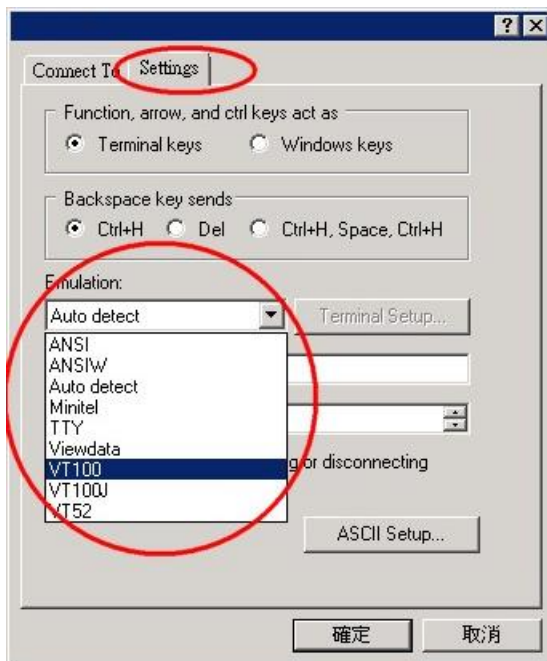 Connect To Settings
Function, arrow, and ctrl keys act as
Terminal keys Windows keys
Backspace key sends
Ctrl+H Del Ctrl+H, Space, Ctrl+H
Emulation:
Auto detect Terminal Setup...
ANSI
ANSIW
Auto detect
Minitel
TTY
Viewdata
VT100 or disconnecting
VT100J
VT52
ASCII Setup...
確定 取消